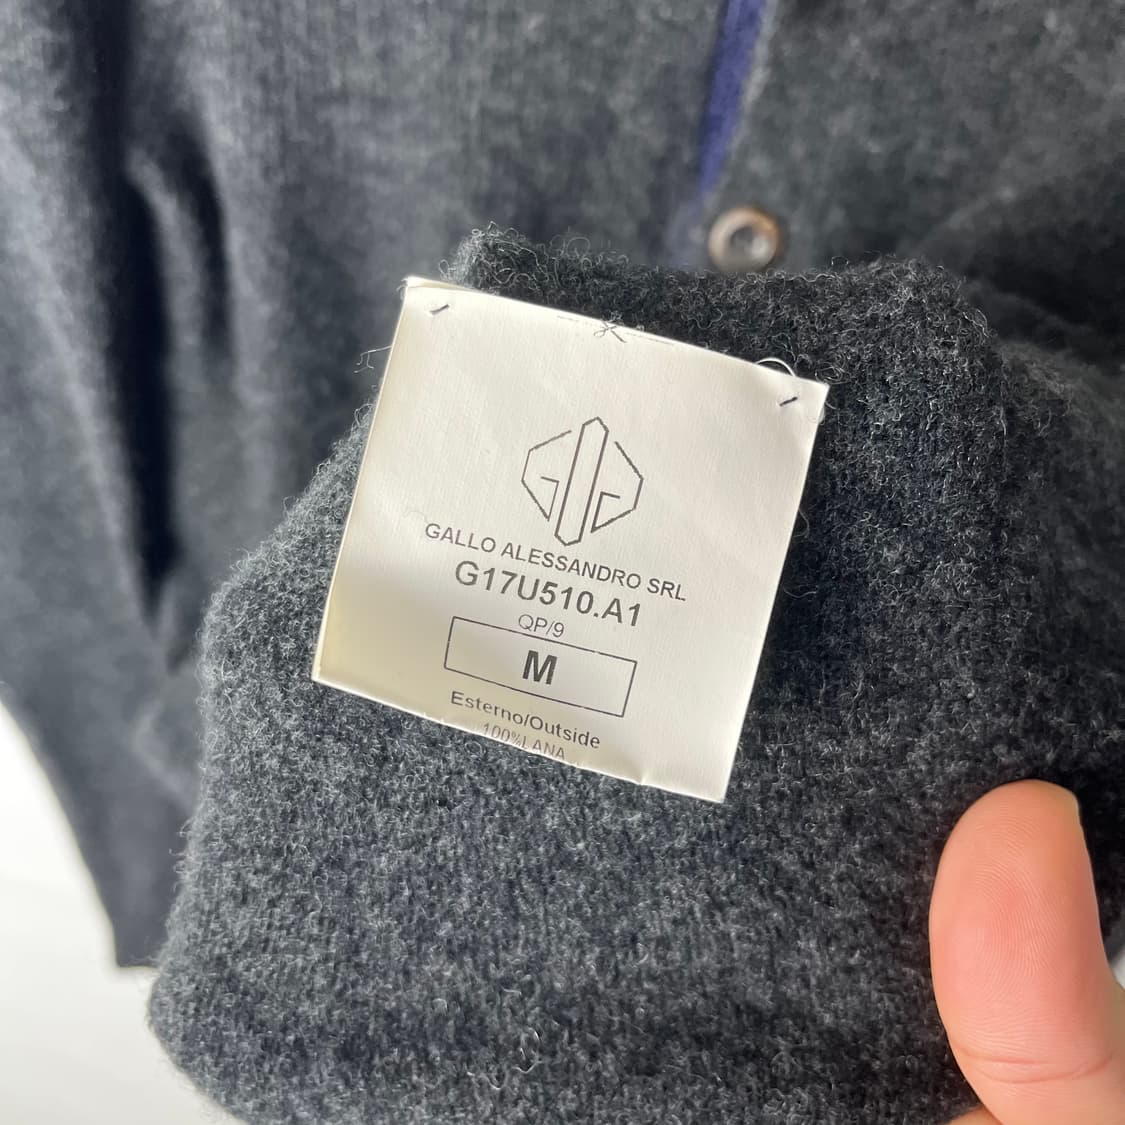 GALLO ALESSANDRO SRL
G17U510.A1
QP/9
M
Esterno/Outside
100%LANA